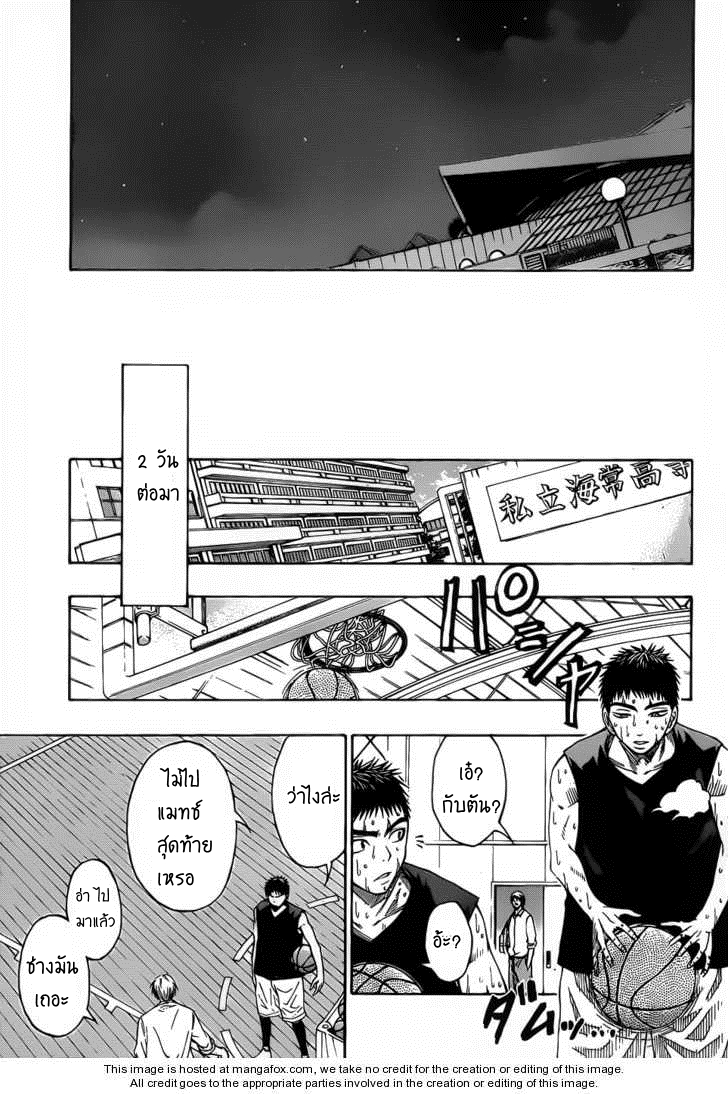 2 วัน
ต่อมา
私立海常高等
パシャ
เอ๋?
กัปตัน?
อ้ะ?
ダムッ...
ว่าไงล่ะ
ไม่ไป
แมทช์
สุดท้าย
เหรอ
อ่า ไป
มาแล้ว
ช่างมัน
เถอะ
This image is hosted at mangafox.com, we take no credit for the creation or editing of this image.
All credit goes to the appropriate parties involved in the creation or editing of this image.